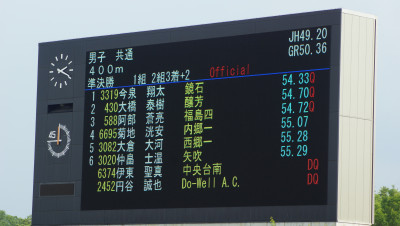 男子 共通
JH49.20
400m
GR50.36
準決勝 1組 2組3着+2 Official
1 3319 今泉 翔太 鏡石 54.33Q
2 430 大橋 泰樹 醸芳 54.70Q
3 588 阿部 蒼亮 福島四 54.72Q
4 6695 菊地 洸安 内郷一 55.07
5 3082 大倉 大河 西郷一 55.28
6 3020 仲畠 士温 矢吹 55.29
6374 伊東 聖真 中央台南 DQ
2452 円谷 誠也 Do-Well A.C. DQ